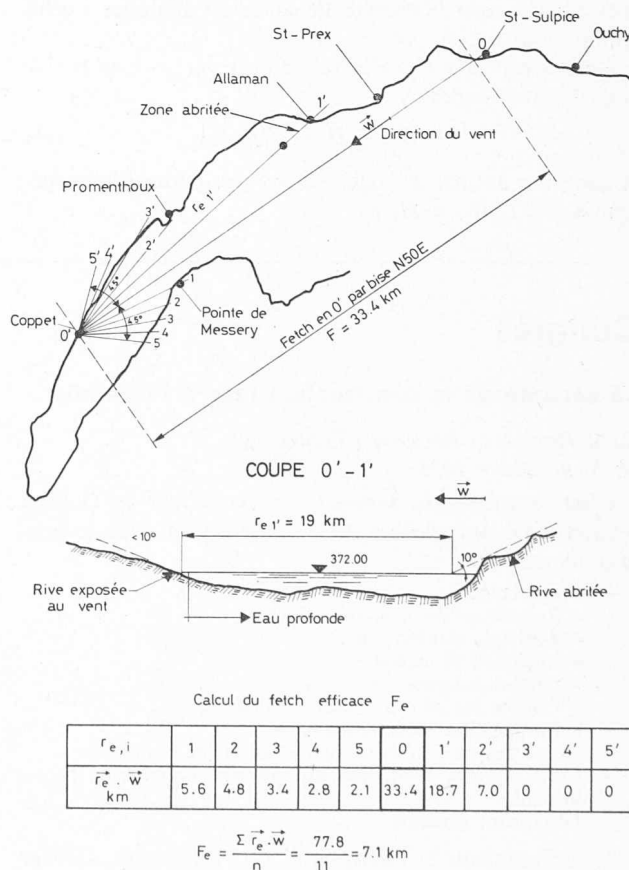 St-Sulpice
0
Ouchy
St-Prex
Allaman
1'
Zone abritée
w
Direction du vent
Promenthoux
3'
2'
r e 1'
5' 4'
45°
45°
1
2
3
4
5
Coppet
0'
Pointe de
Messery
Fetch en 0' par bise N50E
F = 33.4 km
COUPE 0'-1'
w
r e 1' = 19 km
<10°
372.00
10°
Rive exposée
au vent
Rive abritée
Eau profonde
Calcul du fetch efficace Fe
r e,i 1 2 3 4 5 0 1' 2' 3' 4' 5'
re . w
km 5.6 4.8 3.4 2.8 2.1 33.4 18.7 7.0 0 0 0
Fe = Σ re . w / n = 77.8 / 11 = 7.1 km